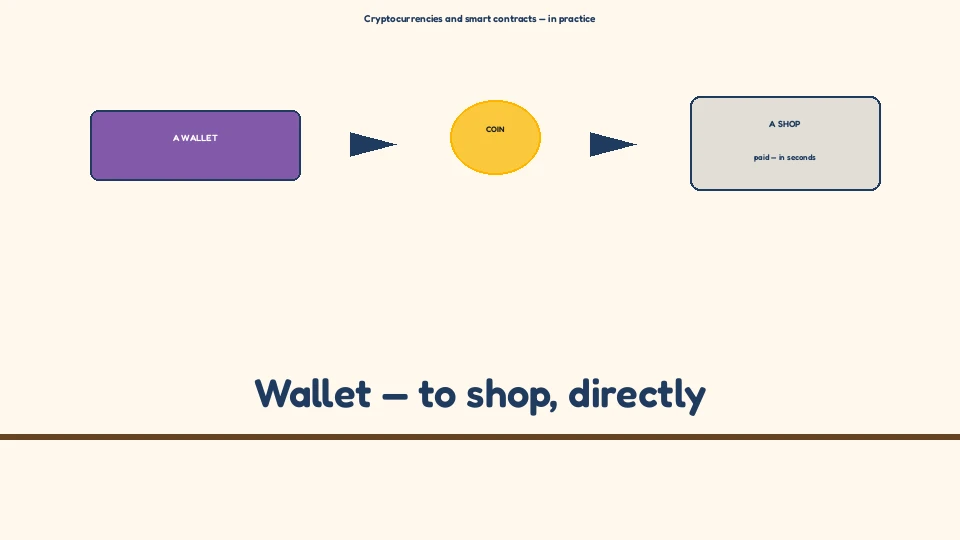 Cryptocurrencies and smart contracts — in practice
A WALLET
COIN
A SHOP
paid — in seconds
Wallet — to shop, directly